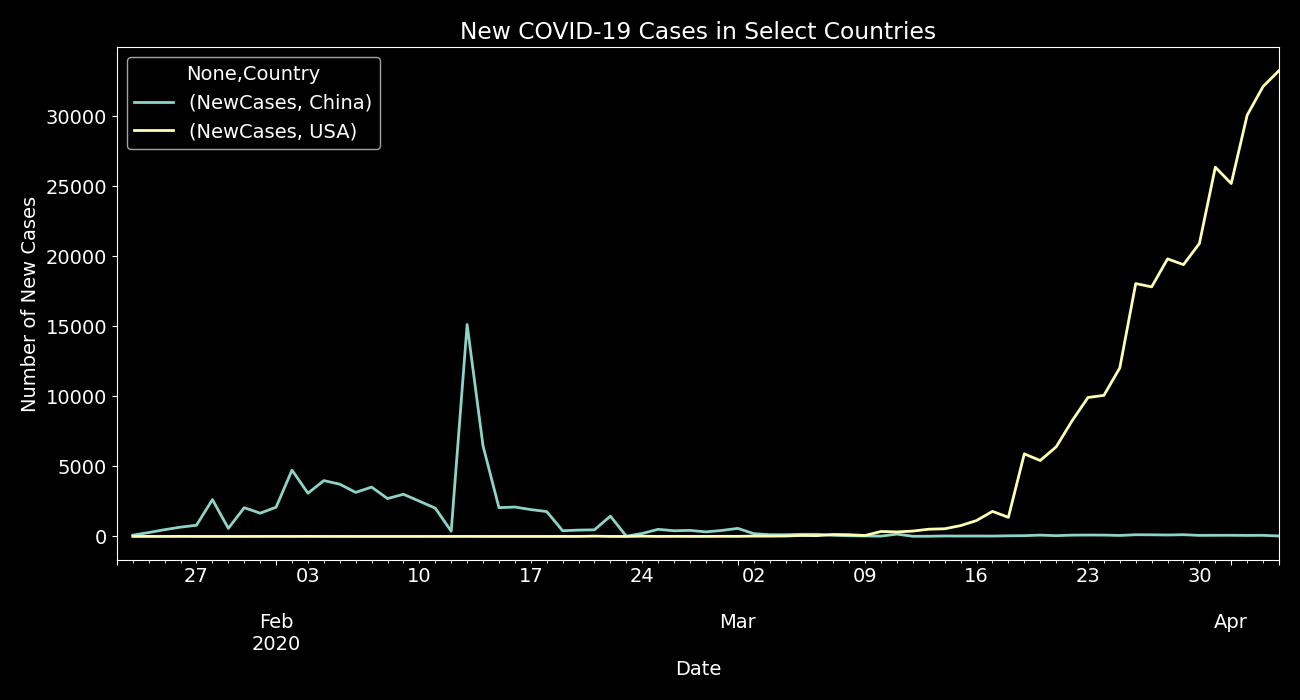 New COVID-19 Cases in Select Countries
None,Country
(NewCases, China)
(NewCases, USA)
Number of New Cases
30000
25000
20000
15000
10000
5000
0
27 03 10 17 24 02 09 16 23 30
Feb Mar Apr
2020
Date